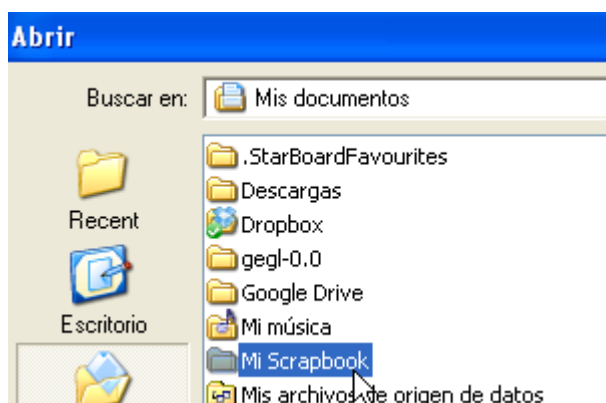 Abrir
Buscar en: Mis documentos
Recent
Escritorio
.StarBoardFavourites
Descargas
Dropbox
gegl-0.0
Google Drive
Mi música
Mi Scrapbook
Mis archivos de origen de datos